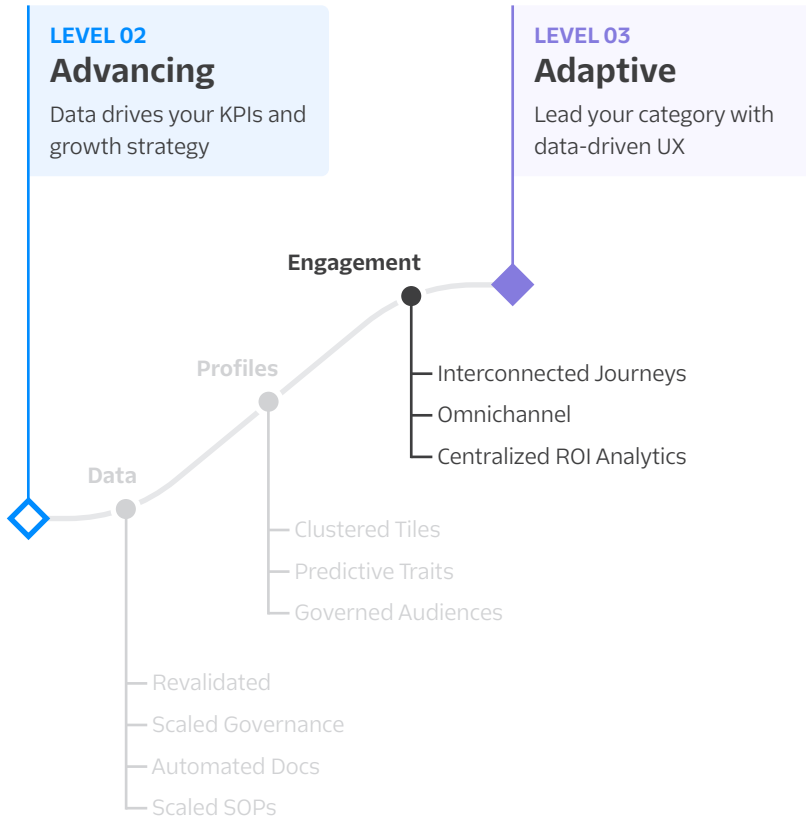 LEVEL 02
Advancing
Data drives your KPIs and
growth strategy
LEVEL 03
Adaptive
Lead your category with
data-driven UX
Engagement
Interconnected Journeys
Omnichannel
Centralized ROI Analytics
Profiles
Clustered Tiles
Predictive Traits
Governed Audiences
Data
Revalidated
Scaled Governance
Automated Docs
Scaled SOPs